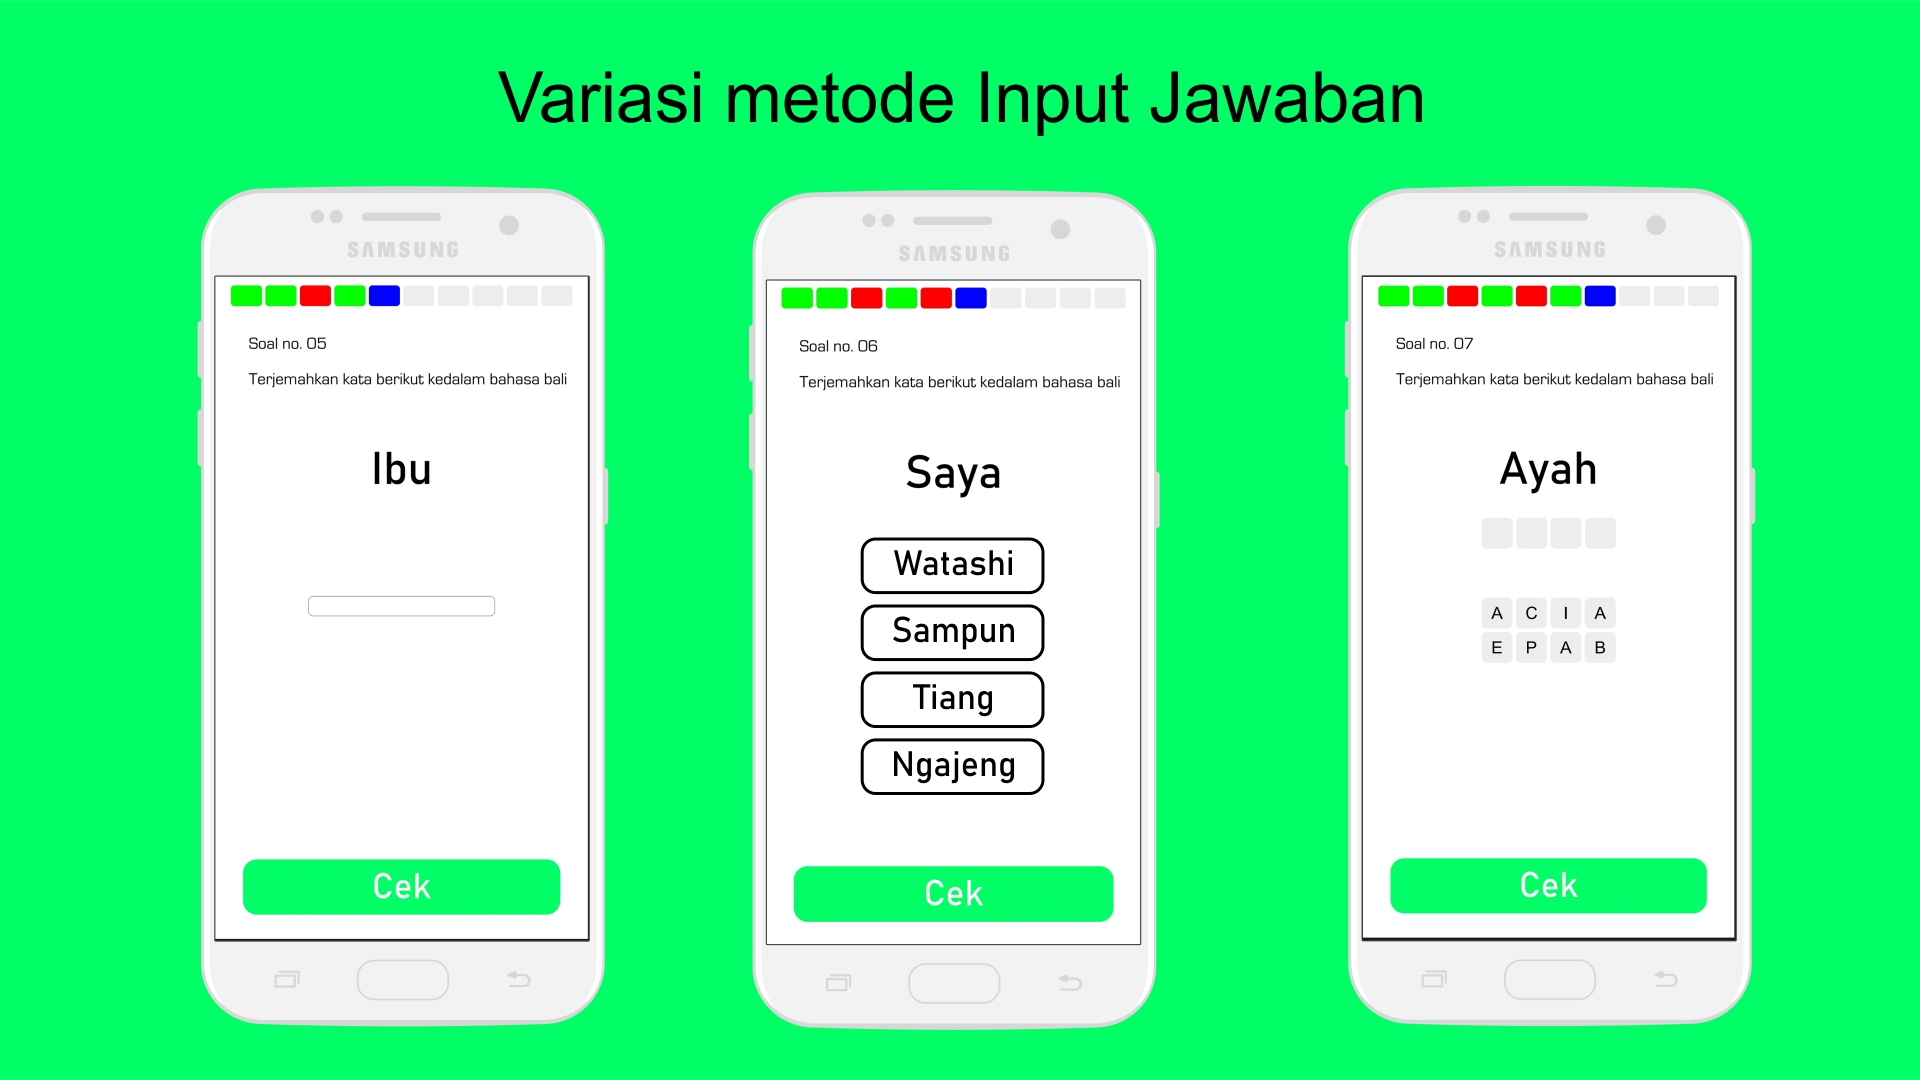 Variasi metode Input Jawaban
SAMSUNG
Soal no. 05
Terjemahkan kata berikut kedalam bahasa bali
Ibu
Cek
SAMSUNG
Soal no. 06
Terjemahkan kata berikut kedalam bahasa bali
Saya
Watashi
Sampun
Tiang
Ngajeng
Cek
SAMSUNG
Soal no. 07
Terjemahkan kata berikut kedalam bahasa bali
Ayah
A C I A
E P A B
Cek